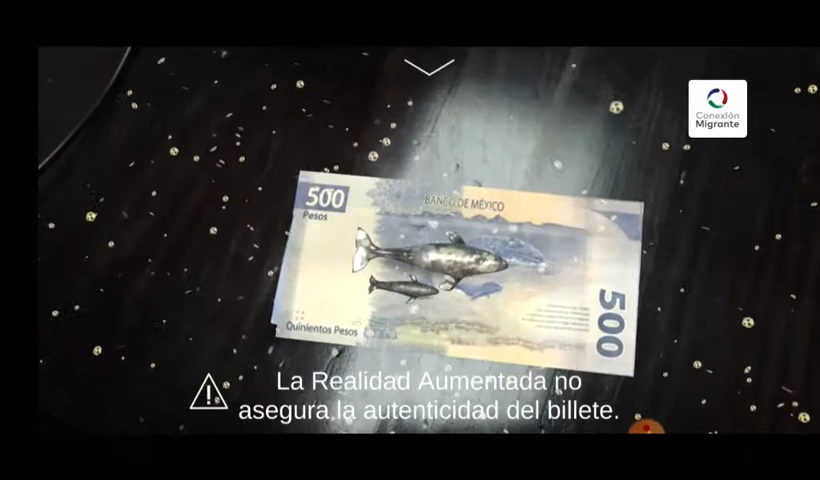 Conexión
Migrante
500
Pesos
BANCO DE MÉXICO
Quinientos Pesos
500
La Realidad Aumentada no
asegura la autenticidad del billete.